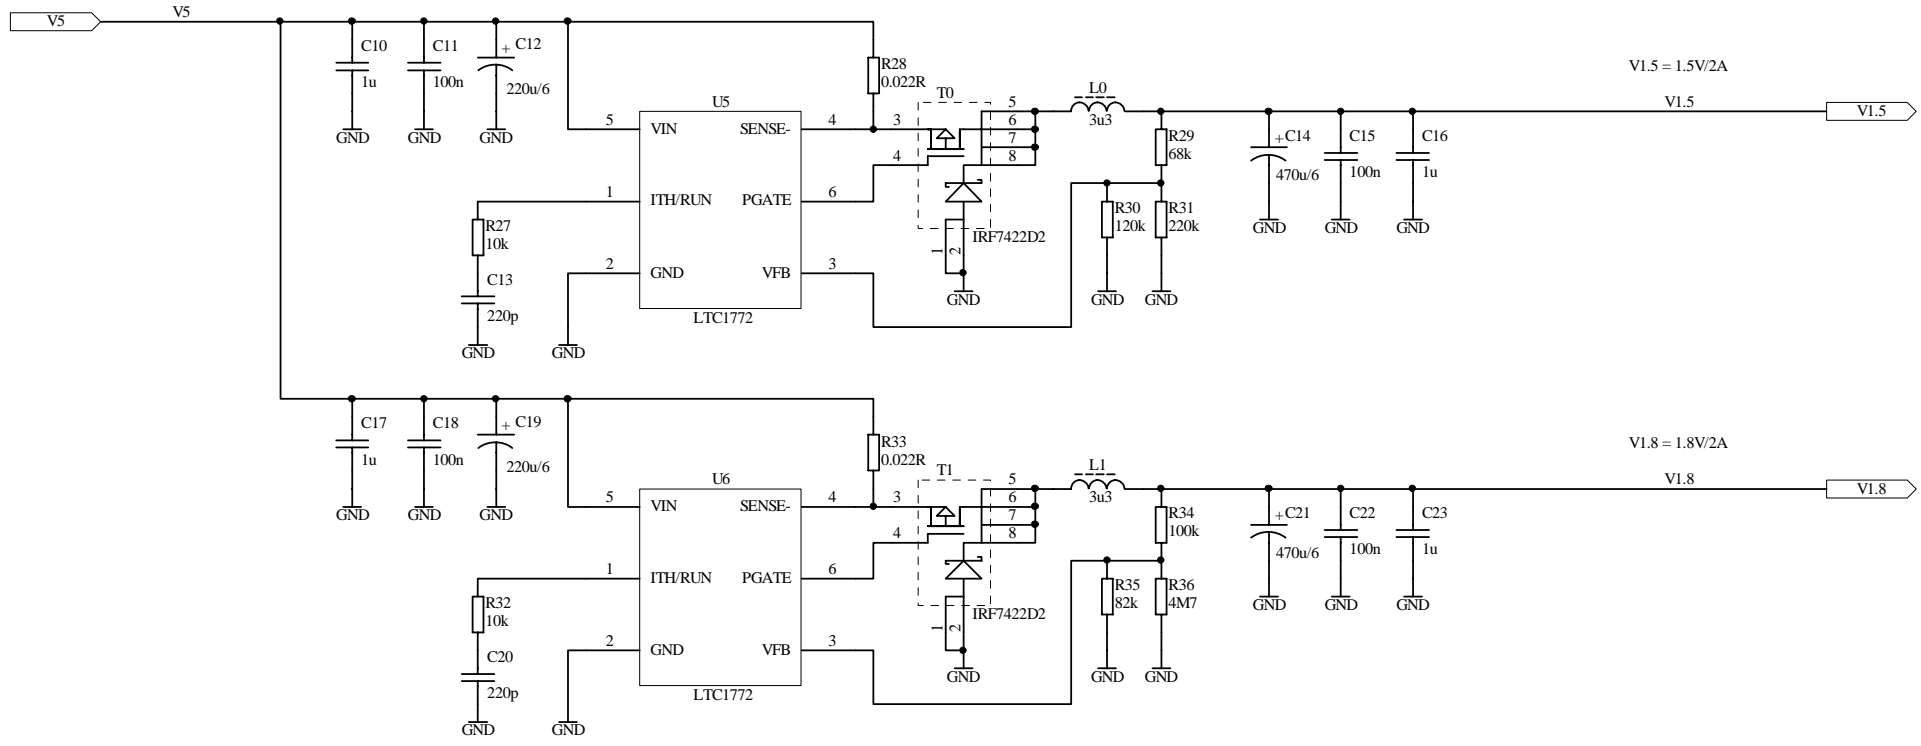 V5
V5
C10
1u
GND
C11
100n
GND
+ C12
220u/6
GND
R28
0.022R
U5
5 VIN SENSE- 4
1 ITH/RUN PGATE 6
2 GND VFB 3
LTC1772
R27
10k
C13
220p
GND
GND
T0
3
4
5
6
7
8
1
2
IRF7422D2
GND
L0
3u3
R29
68k
R30
120k
GND
R31
220k
GND
+ C14
470u/6
GND
C15
100n
GND
C16
1u
GND
V1.5 = 1.5V/2A
V1.5
V1.5
C17
1u
GND
C18
100n
GND
+ C19
220u/6
GND
R33
0.022R
U6
5 VIN SENSE- 4
1 ITH/RUN PGATE 6
2 GND VFB 3
LTC1772
R32
10k
C20
220p
GND
GND
T1
3
4
5
6
7
8
1
2
IRF7422D2
GND
L1
3u3
R34
100k
R35
82k
GND
R36
4M7
GND
+ C21
470u/6
GND
C22
100n
GND
C23
1u
GND
V1.8 = 1.8V/2A
V1.8
V1.8